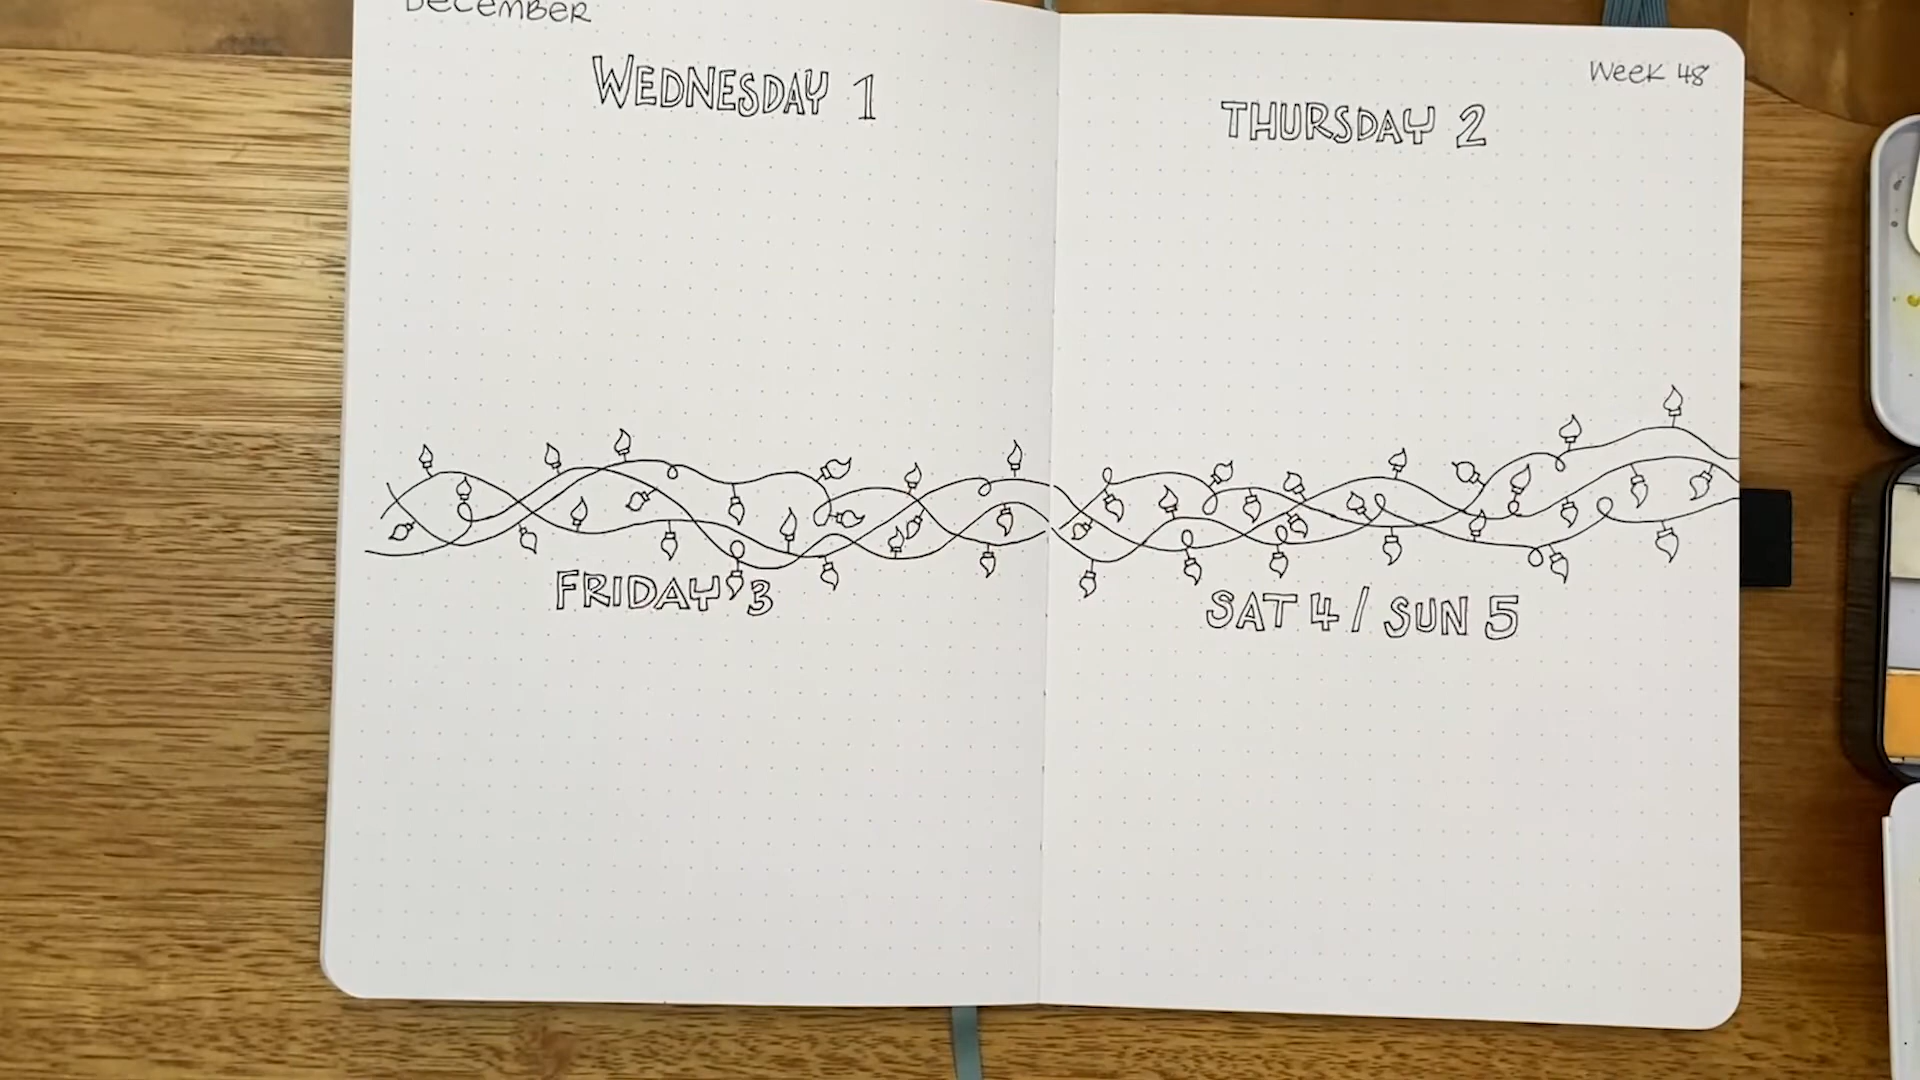 December
WEDNESDAY 1
Week 48
THURSDAY 2
FRIDAY 3
SAT 4 / SUN 5